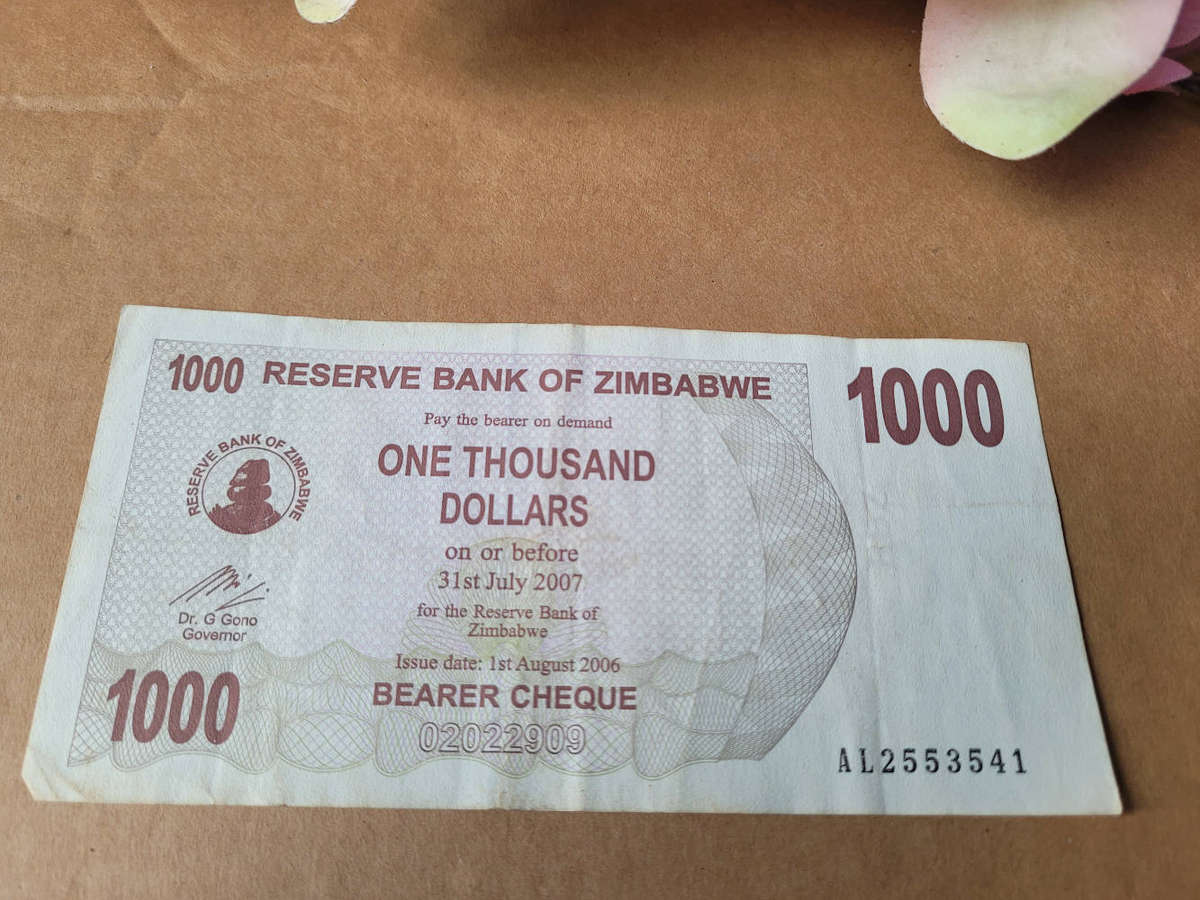 1000 RESERVE BANK OF ZIMBABWE 1000
Pay the bearer on demand
ONE THOUSAND
DOLLARS
RESERVE BANK OF ZIMBABWE
on or before
31st July 2007
for the Reserve Bank of
Zimbabwe
Dr. G Gono
Governor
Issue date: 1st August 2006
1000 BEARER CHEQUE
02022909
AL2553541